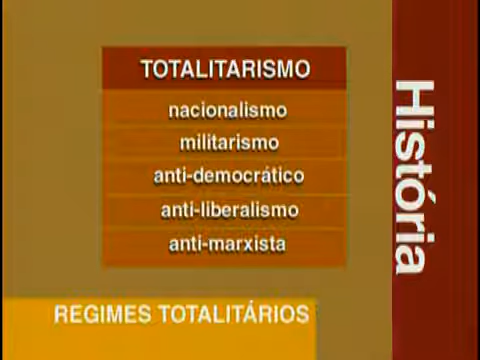 TOTALITARISMO
nacionalismo
militarismo
anti-democrático
anti-liberalismo
anti-marxista
História
REGIMES TOTALITÁRIOS